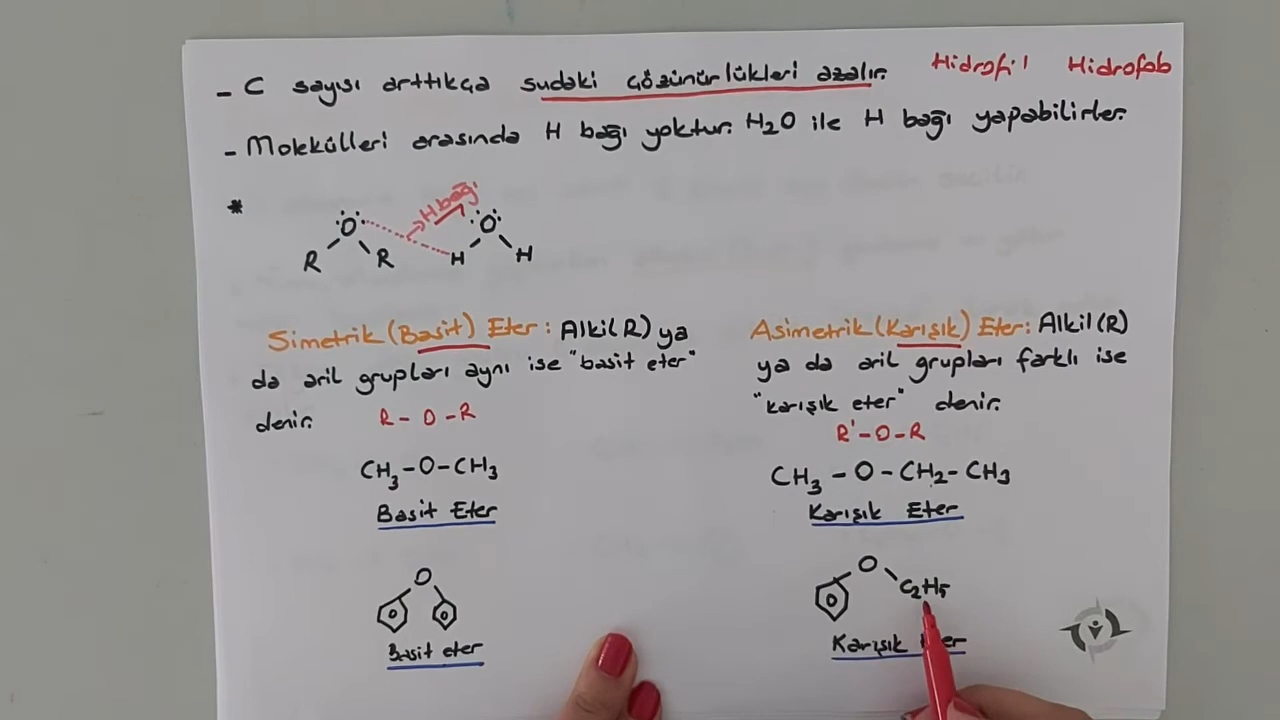 - C sayısı arttıkça sudaki çözünürlükleri azalır. Hidrofil Hidrofob
- Molekülleri arasında H bağı yoktur. H2O ile H bağı yapabilirler.
*
H bağı
O O
R R H H
Simetrik (Basit) Eter: Alkil(R) ya
da aril grupları aynı ise "basit eter"
denir.
R-O-R
CH3-O-CH3
Basit Eter
O
Basit eter
Asimetrik (Karışık) Eter: Alkil(R)
ya da aril grupları farklı ise
"karışık eter" denir.
R'-O-R
CH3-O-CH2-CH3
Karışık Eter
O
C2H5
Karışık